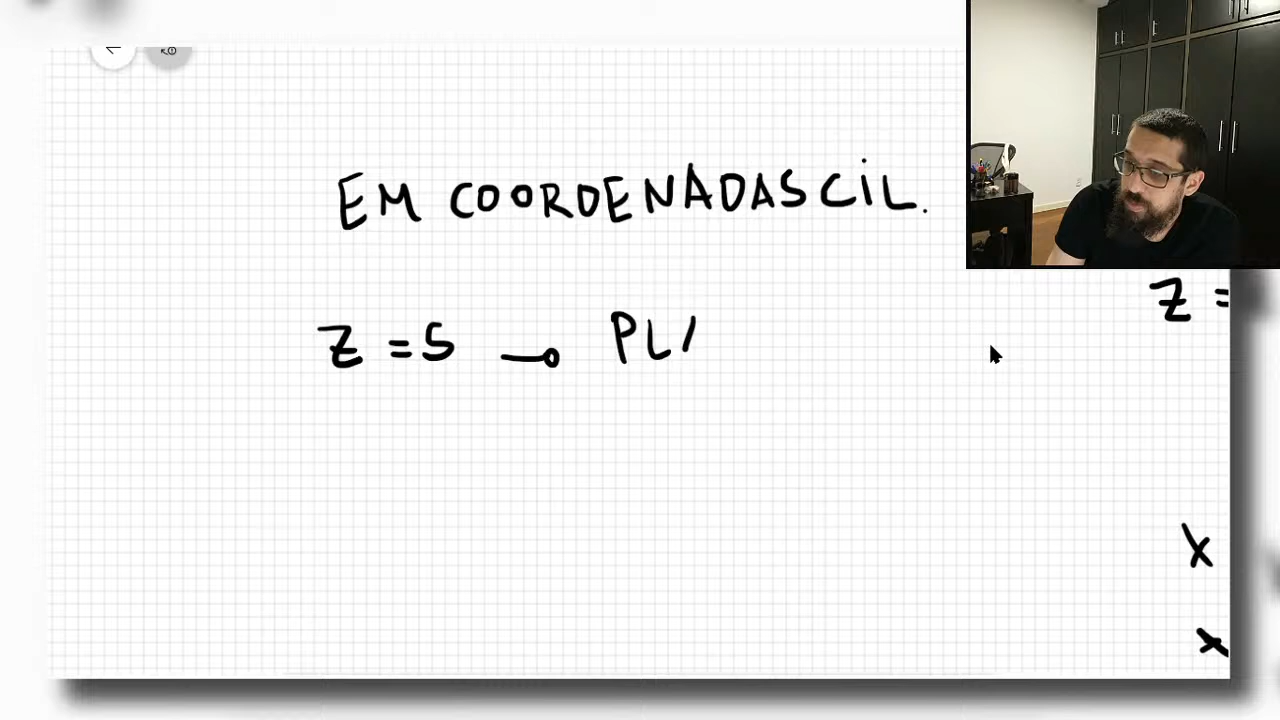 EM COORDENADAS CIL.
Z =
Z = 5 → PL
X
X